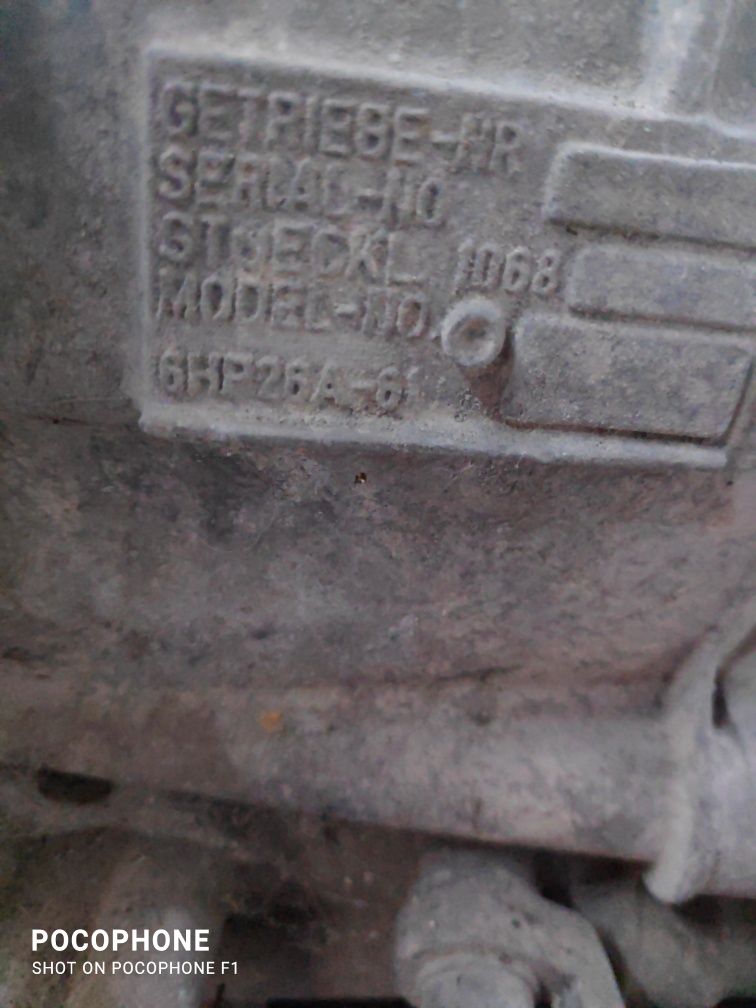 GETRIEBE-NR
SERIAL-NO
STUECKL. 1068
MODEL-NO.
6HP26A-61
POCOPHONE
SHOT ON POCOPHONE F1